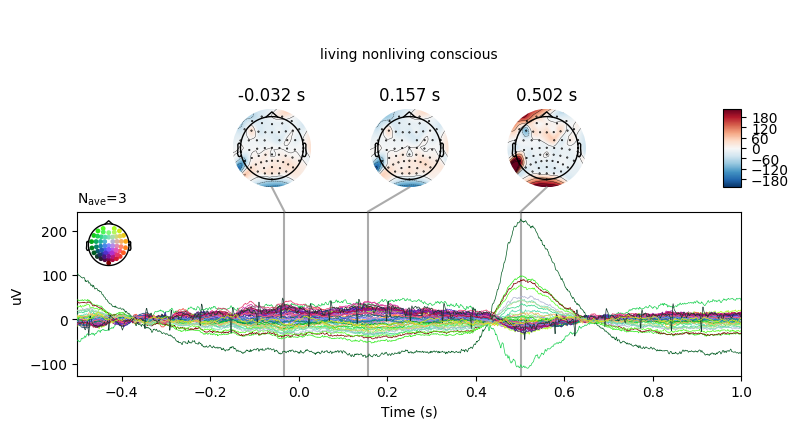 living nonliving conscious
-0.032 s 0.157 s 0.502 s
180
120
60
0
−60
−120
−180
Nave=3
200
100
0
−100
uV
−0.4 −0.2 0.0 0.2 0.4 0.6 0.8 1.0
Time (s)